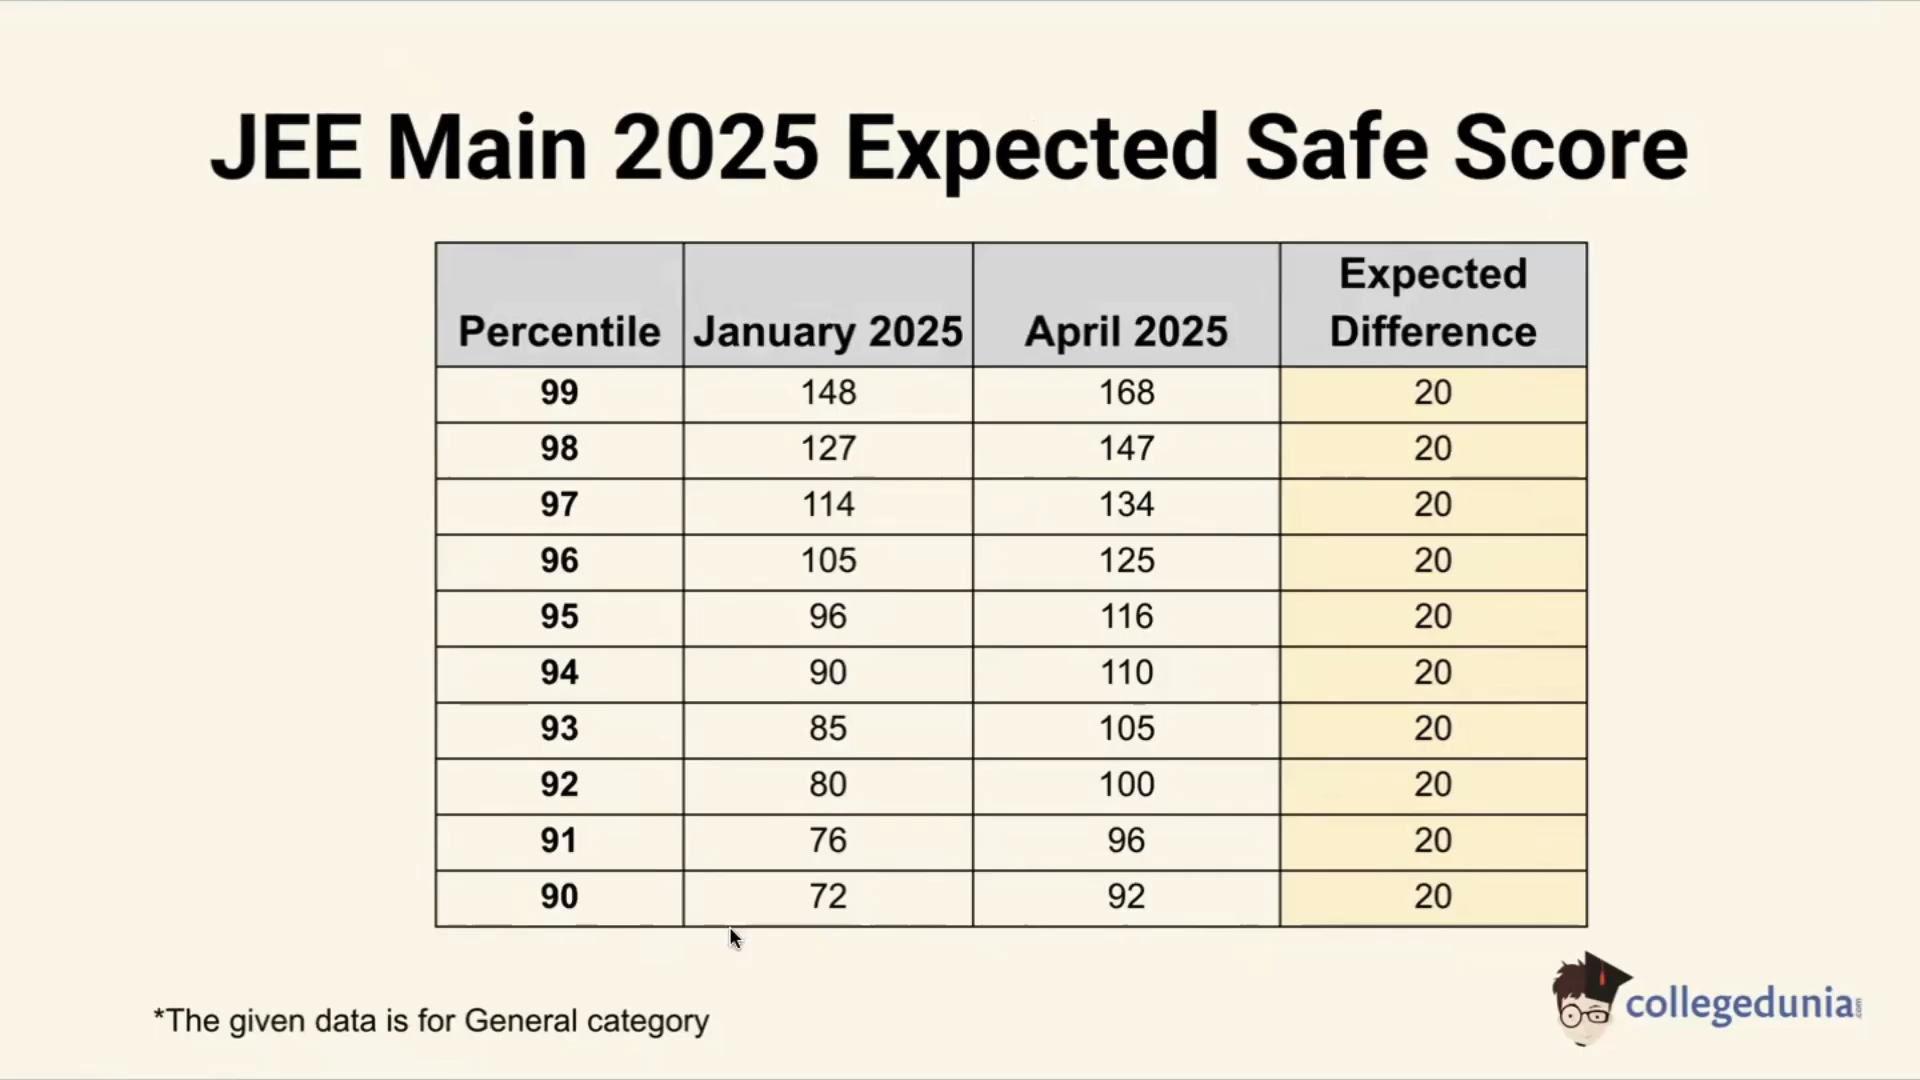 JEE Main 2025 Expected Safe Score
Percentile January 2025 April 2025 Expected Difference
99 148 168 20
98 127 147 20
97 114 134 20
96 105 125 20
95 96 116 20
94 90 110 20
93 85 105 20
92 80 100 20
91 76 96 20
90 72 92 20
*The given data is for General category
collegedunia
.com